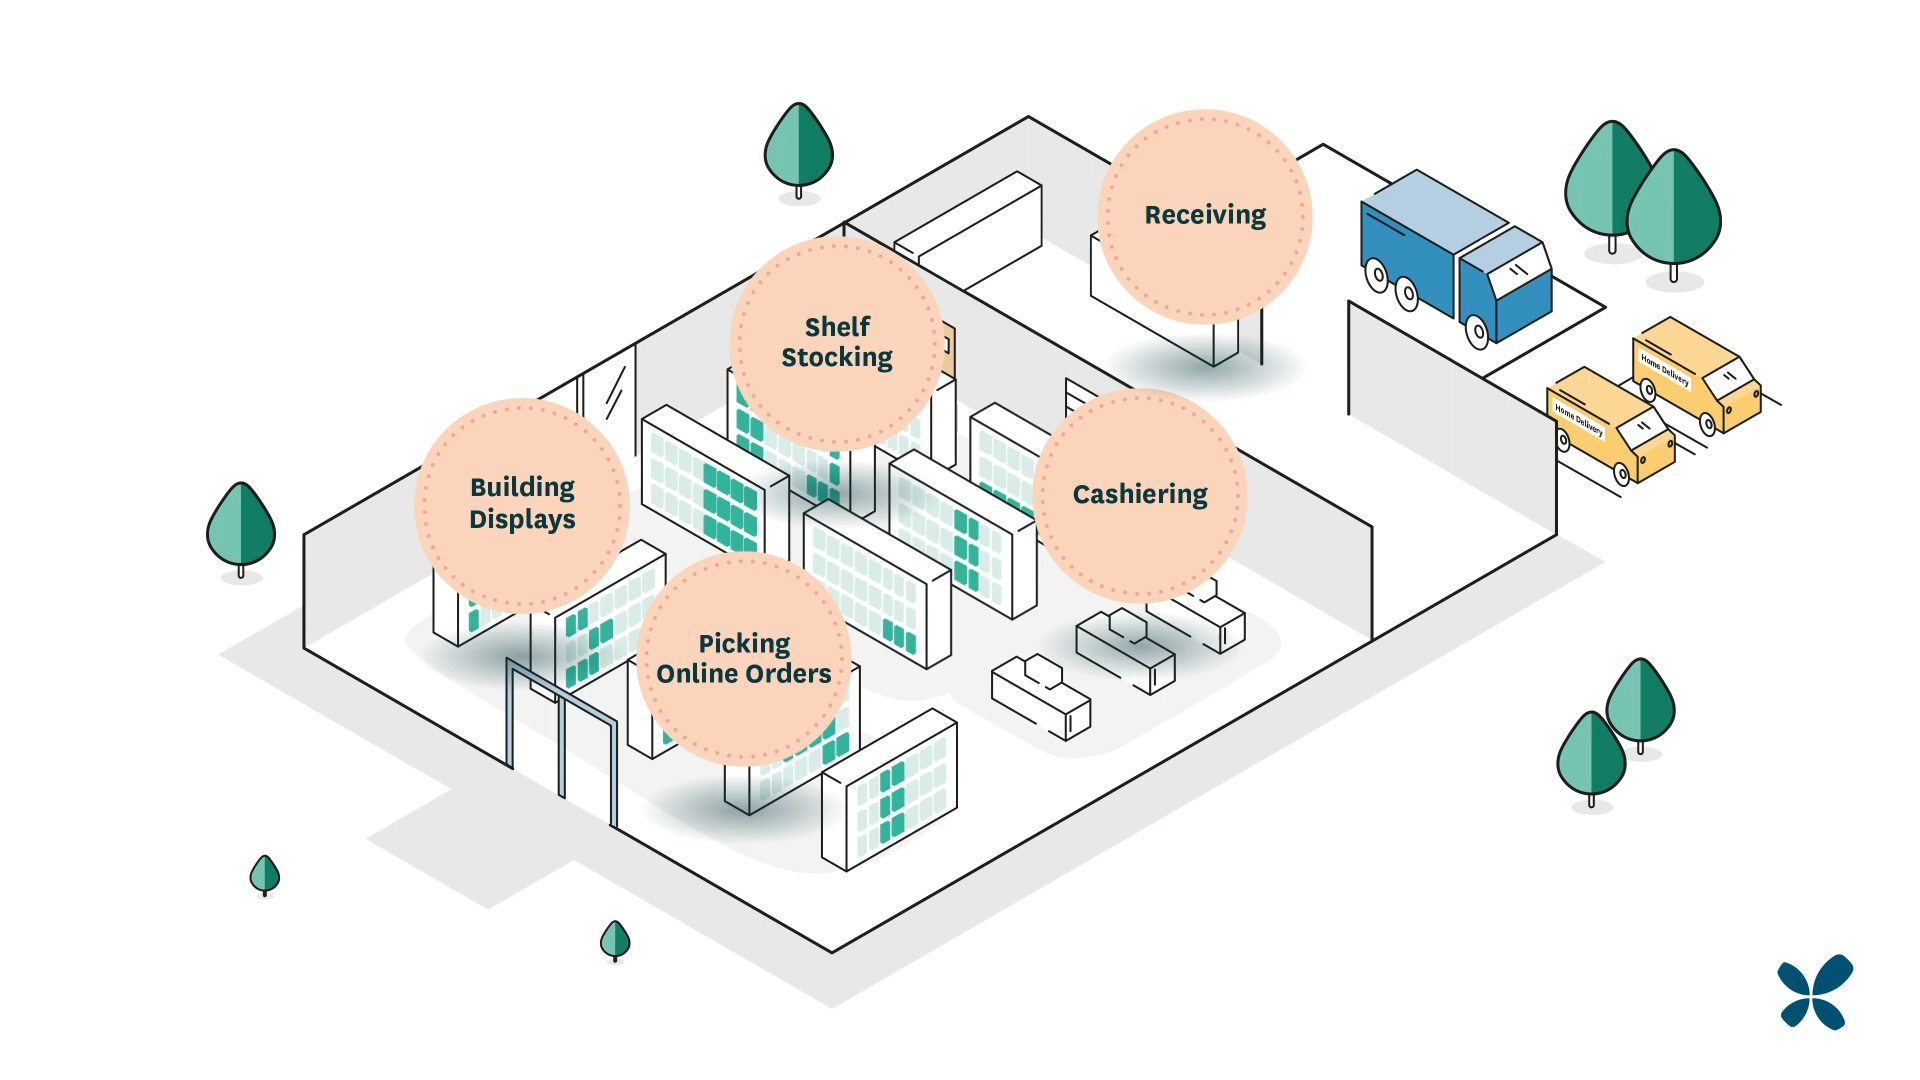 Receiving
Shelf
Stocking
Building
Displays
Cashiering
Picking
Online Orders
Home Delivery
Home Delivery